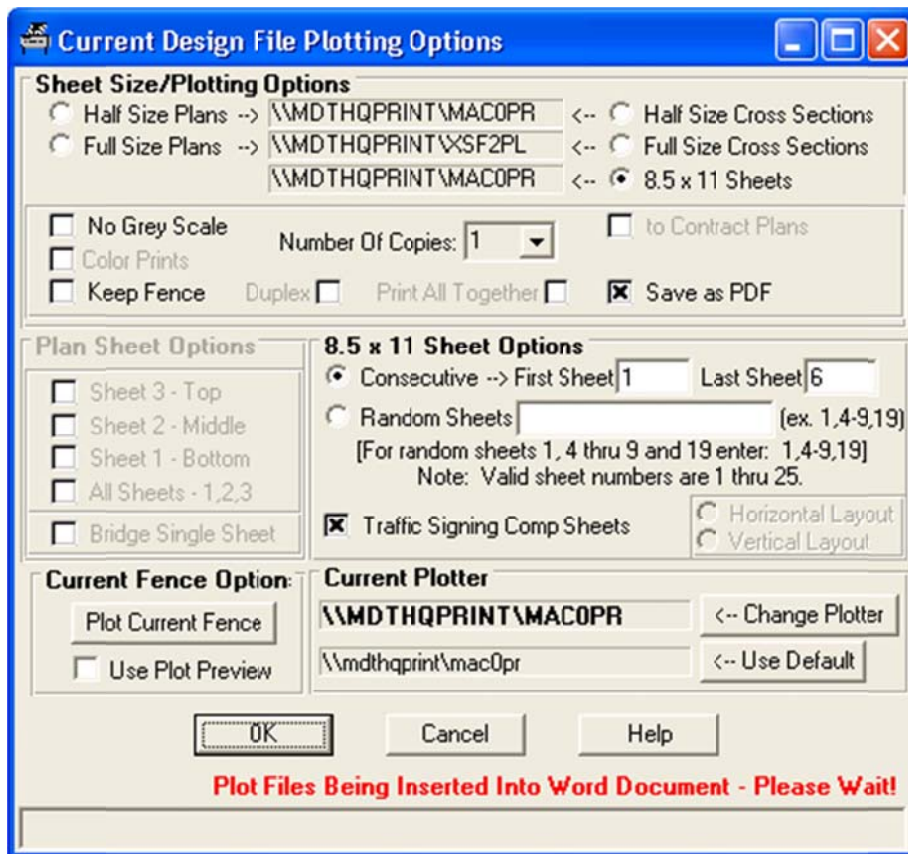 Current Design File Plotting Options
Sheet Size/Plotting Options
Half Size Plans --> \\MDTHQPRINT\MAC0PR <-- Half Size Cross Sections
Full Size Plans --> \\MDTHQPRINT\XSF2PL <-- Full Size Cross Sections
\\MDTHQPRINT\MAC0PR <-- 8.5 x 11 Sheets
No Grey Scale Number Of Copies: 1 to Contract Plans
Color Prints
Keep Fence Duplex Print All Together Save as PDF
Plan Sheet Options
Sheet 3 - Top
Sheet 2 - Middle
Sheet 1 - Bottom
All Sheets - 1,2,3
Bridge Single Sheet
8.5 x 11 Sheet Options
Consecutive --> First Sheet 1 Last Sheet 6
Random Sheets (ex. 1,4-9,19)
[For random sheets 1, 4 thru 9 and 19 enter: 1,4-9,19]
Note: Valid sheet numbers are 1 thru 25.
Traffic Signing Comp Sheets
Horizontal Layout
Vertical Layout
Current Fence Option:
Plot Current Fence
Use Plot Preview
Current Plotter
\\MDTHQPRINT\MAC0PR <-- Change Plotter
\\mdthqprint\mac0pr <-- Use Default
OK Cancel Help
Plot Files Being Inserted Into Word Document - Please Wait!